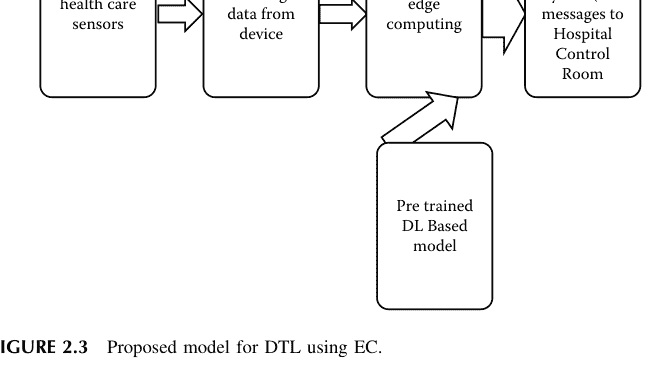 health care
sensors
data from
device
edge
computing
messages to
Hospital
Control
Room
Pre trained
DL Based
model
IGURE 2.3 Proposed model for DTL using EC.